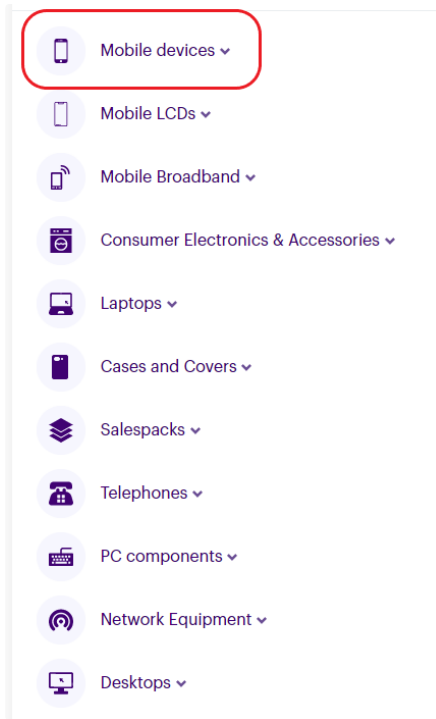 Mobile devices
Mobile LCDs
Mobile Broadband
Consumer Electronics & Accessories
Laptops
Cases and Covers
Salespacks
Telephones
PC components
Network Equipment
Desktops